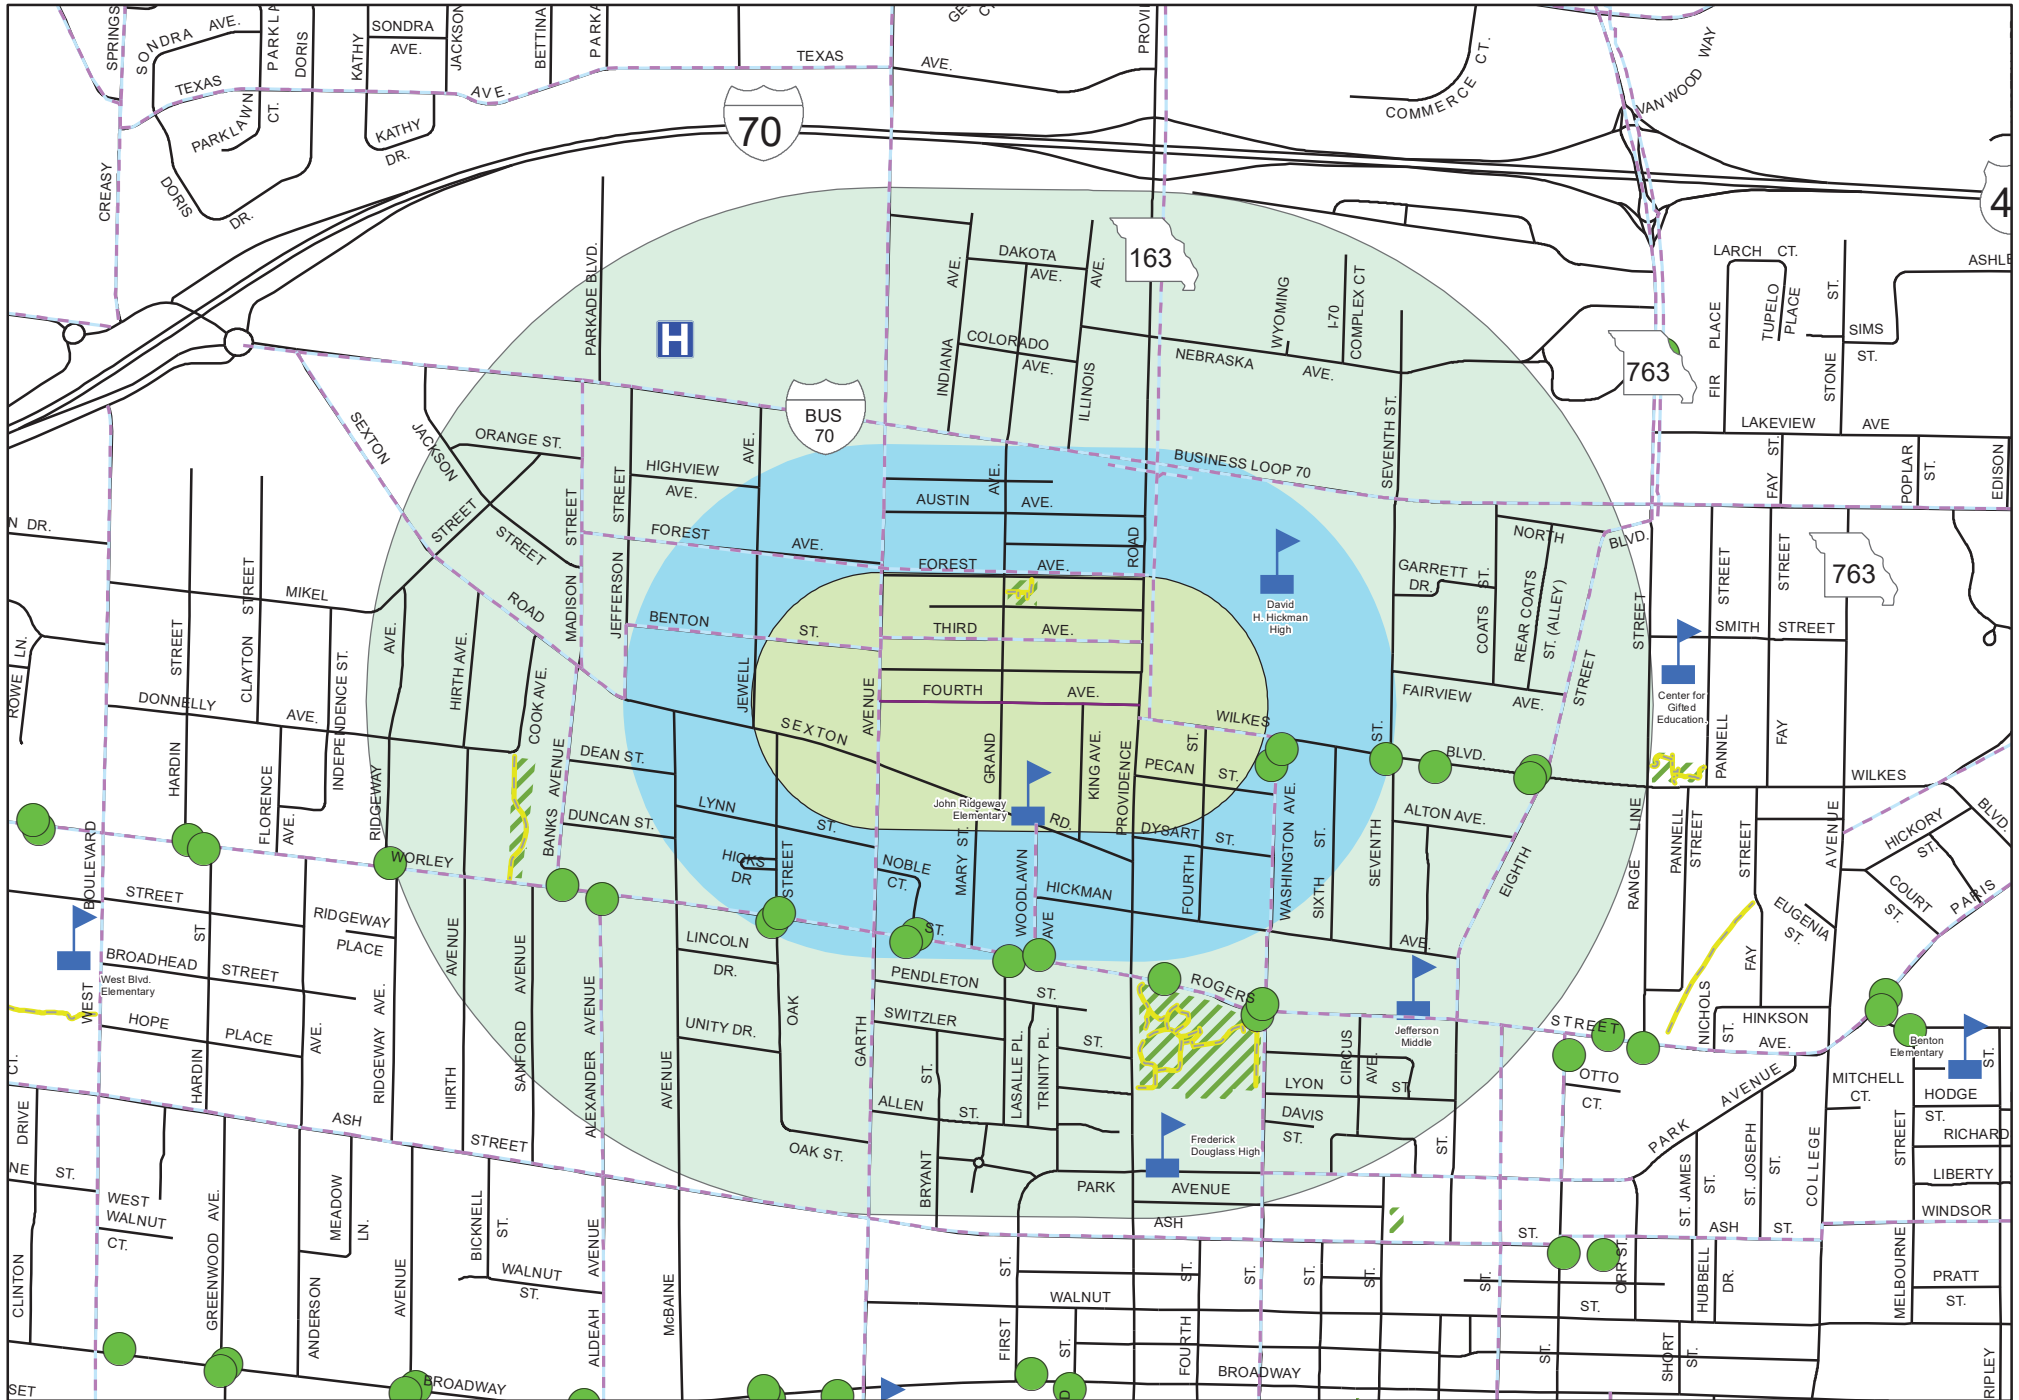 SPRINGS
SONDRA AVE.
PARKLA
DORIS
KATHY
SONDRA
AVE.
JACKSON
BETTINA
PARKA
TEXAS
AVE.
PROVI
COMMERCE CT.
VAN WOOD WAY
TEXAS
AVE.
PARKLAWN
CT.
KATHY
DR.
70
CREASY
DORIS
DR.
4
PARKADE BLVD.
DAKOTA
AVE.
AVE.
AVE.
163
LARCH CT.
ASHLE
WYOMING
I-70
COMPLEX CT
FIR PLACE
TUPELO
PLACE
ST.
SIMS
ST.
H
INDIANA
COLORADO
AVE.
ILLINOIS
NEBRASKA
AVE.
763
STONE
BUS
70
SEXTON
JACKSON
ORANGE ST.
HIGHVIEW
AVE.
AVE.
AVE.
BUSINESS LOOP 70
SEVENTH ST.
LAKEVIEW
AVE
FAY ST.
POPLAR
ST.
EDISON
AUSTIN
AVE.
STREET
STREET
STREET
STREET
N DR.
FOREST
AVE.
FOREST
AVE.
ROAD
NORTH
BLVD.
David
H. Hickman
High
GARRETT
DR.
ST.
COATS
REAR COATS
ST. (ALLEY)
STREET
STREET
STREET
763
MIKEL
STREET
CLAYTON
STREET
ROAD
MADISON
JEFFERSON
BENTON
ST.
THIRD
AVE.
SMITH STREET
ROWE LN.
INDEPENDENCE ST.
AVE.
HIRTH AVE.
COOK AVE.
JEWELL
AVENUE
FOURTH
AVE.
FAIRVIEW
AVE.
STREET
Center for
Gifted
Education
DONNELLY
AVE.
HARDIN
FLORENCE
AVE.
RIDGEWAY
SEXTON
WILKES
BLVD.
ST.
PANNELL
FAY
DEAN ST.
GRAND
KING AVE.
PROVIDENCE
PECAN
ST.
ST.
WILKES
BLVD.
John Ridgeway
Elementary
RD.
BANKS AVENUE
LYNN
ST.
DUNCAN ST.
DYSART
ST.
WASHINGTON AVE.
ST.
ALTON AVE.
SEVENTH
EIGHTH
LINE
PANNELL
STREET
STREET
AVENUE
HICKORY
ST.
BOULEVARD
WORLEY
HICKS
DR
STREET
NOBLE
CT.
MARY ST.
WOODLAWN
AVE
HICKMAN
AVE.
FOURTH
SIXTH
RANGE
COURT
ST.
PARIS
STREET
RIDGEWAY
PLACE
ST
LINCOLN
DR.
ST.
EUGENIA
ST.
BROADHEAD
STREET
West Blvd.
Elementary
WEST
AVENUE
AVENUE
AVENUE
PENDLETON
ST.
ROGERS
FAY
HOPE
PLACE
AVE.
RIDGEWAY AVE.
UNITY DR.
OAK
SWITZLER
ST.
Jefferson
Middle
STREET
NICHOLS
ST.
HINKSON
AVE.
Benton
Elementary
ST.
CT.
HARDIN
HIRTH
SANFORD
ALEXANDER
AVENUE
GARTH
ST.
LASALLE PL.
TRINITY PL.
CIRCUS
AVE.
LYON
ST.
OTTO
CT.
MITCHELL
CT.
HODGE
ST.
RICHARD
DRIVE
ASH
STREET
ALLEN
ST.
DAVIS
ST.
ST.
PARK
AVENUE
OAK ST.
Frederick
Douglass High
NE ST.
WEST
WALNUT
CT.
BRYANT
PARK
AVENUE
ST. JAMES
ST.
ST. JOSEPH
ST.
COLLEGE
STREET
LIBERTY
WINDSOR
GREENWOOD AVE.
MEADOW
LN.
BICKNELL
ST.
AVENUE
ASH
ST.
ASH
ST.
CLINTON
ANDERSON
AVENUE
WALNUT
ST.
ALDEAH
McBAINE
ST.
ST.
ST.
ST.
ST.
ST.
ORR ST.
HUBBELL
DR.
MELBOURNE
PRATT
ST.
WALNUT
ST.
FIRST
ST.
FOURTH
ST.
SHORT
ST.
SET
BROADWAY
BROADWAY
RIPLEY